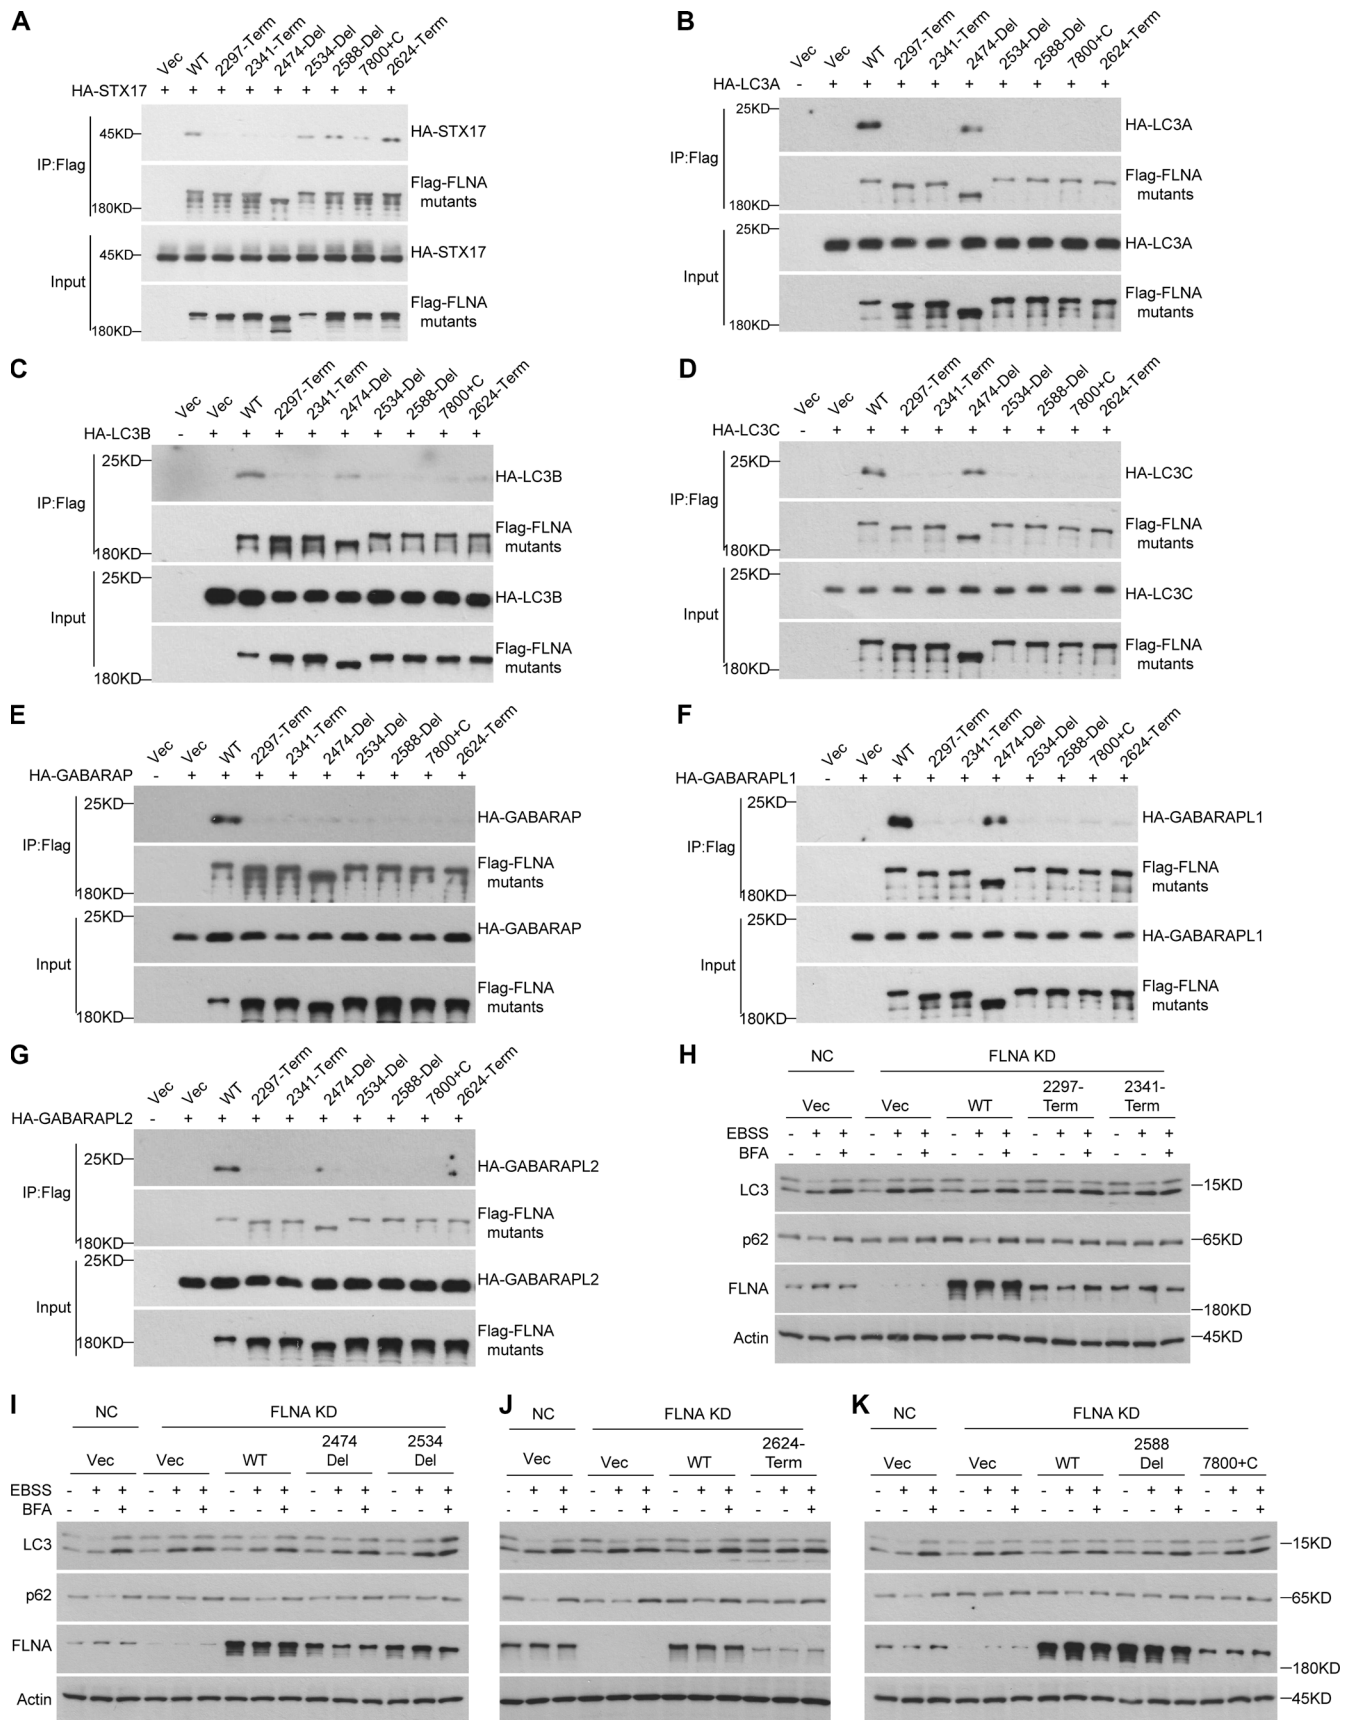 A
Vec WT 2297-Term 2341-Term 2474-Del 2534-Del 2588-Del 7800+C 2624-Term
HA-STX17 + + + + + + + + +
IP:Flag
45KD HA-STX17
180KD Flag-FLNA mutants
Input
45KD HA-STX17
180KD Flag-FLNA mutants
B
Vec Vec WT 2297-Term 2341-Term 2474-Del 2534-Del 2588-Del 7800+C 2624-Term
HA-LC3A - + + + + + + + + +
IP:Flag
25KD HA-LC3A
180KD Flag-FLNA mutants
Input
25KD HA-LC3A
180KD Flag-FLNA mutants
C
Vec Vec WT 2297-Term 2341-Term 2474-Del 2534-Del 2588-Del 7800+C 2624-Term
HA-LC3B - + + + + + + + + +
IP:Flag
25KD HA-LC3B
180KD Flag-FLNA mutants
Input
25KD HA-LC3B
180KD Flag-FLNA mutants
D
Vec Vec WT 2297-Term 2341-Term 2474-Del 2534-Del 2588-Del 7800+C 2624-Term
HA-LC3C - + + + + + + + + +
IP:Flag
25KD HA-LC3C
180KD Flag-FLNA mutants
Input
25KD HA-LC3C
180KD Flag-FLNA mutants
E
Vec Vec WT 2297-Term 2341-Term 2474-Del 2534-Del 2588-Del 7800+C 2624-Term
HA-GABARAP - + + + + + + + + +
IP:Flag
25KD HA-GABARAP
180KD Flag-FLNA mutants
Input
25KD HA-GABARAP
180KD Flag-FLNA mutants
F
Vec Vec WT 2297-Term 2341-Term 2474-Del 2534-Del 2588-Del 7800+C 2624-Term
HA-GABARAPL1 - + + + + + + + + +
IP:Flag
25KD HA-GABARAPL1
180KD Flag-FLNA mutants
Input
25KD HA-GABARAPL1
180KD Flag-FLNA mutants
G
Vec Vec WT 2297-Term 2341-Term 2474-Del 2534-Del 2588-Del 7800+C 2624-Term
HA-GABARAPL2 - + + + + + + + + +
IP:Flag
25KD HA-GABARAPL2
180KD Flag-FLNA mutants
Input
25KD HA-GABARAPL2
180KD Flag-FLNA mutants
H
NC FLNA KD
Vec Vec WT 2297-Term 2341-Term
EBSS - + + - + + - + + - + + - + +
BFA - - + - - + - - + - - + - - +
LC3 15KD
p62 65KD
FLNA 180KD
Actin 45KD
I
NC FLNA KD
Vec Vec WT 2474 Del 2534 Del
EBSS - + + - + + - + + - + + - + +
BFA - - + - - + - - + - - + - - +
LC3
p62
FLNA
Actin
J
NC FLNA KD
Vec Vec WT 2624-Term
- + + - + + - + + - + +
- - + - - + - - + - - +
K
NC FLNA KD
Vec Vec WT 2588 Del 7800+C
- + + - + + - + + - + + - + +
- - + - - + - - + - - + - - +
15KD
65KD
180KD
45KD